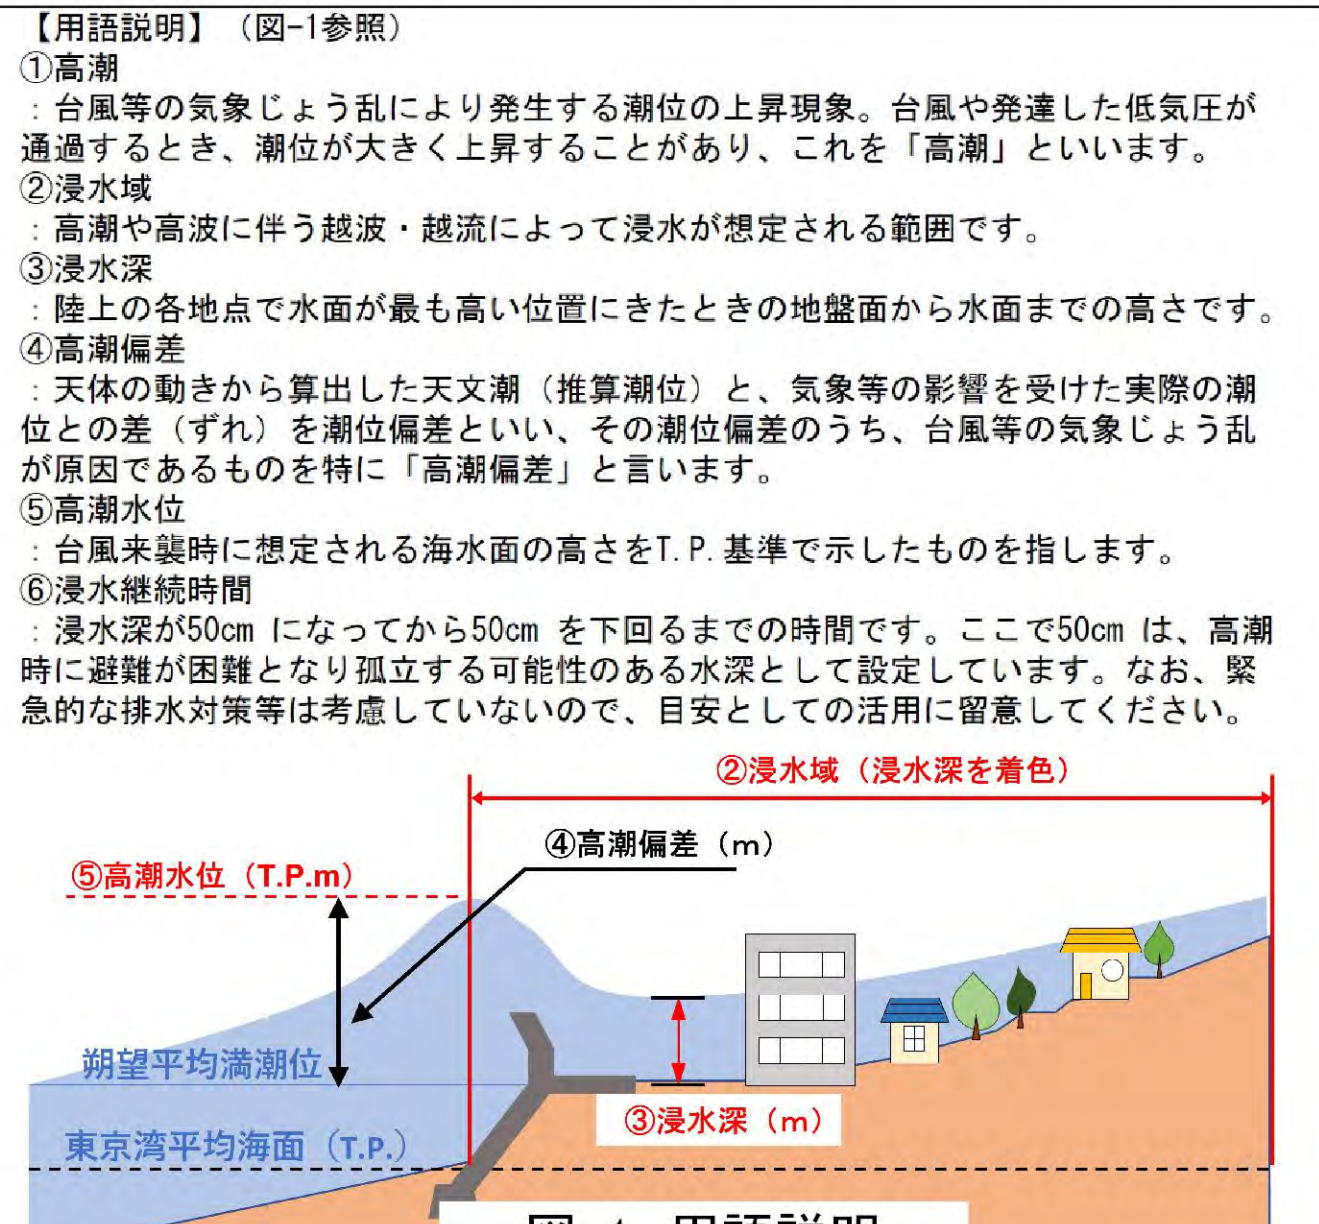 【用語説明】（図-1参照）
①高潮
：台風等の気象じょう乱により発生する潮位の上昇現象。台風や発達した低気圧が
通過するとき、潮位が大きく上昇することがあり、これを「高潮」といいます。
②浸水域
：高潮や高波に伴う越波・越流によって浸水が想定される範囲です。
③浸水深
：陸上の各地点で水面が最も高い位置にきたときの地盤面から水面までの高さです。
④高潮偏差
：天体の動きから算出した天文潮（推算潮位）と、気象等の影響を受けた実際の潮
位との差（ずれ）を潮位偏差といい、その潮位偏差のうち、台風等の気象じょう乱
が原因であるものを特に「高潮偏差」と言います。
⑤高潮水位
：台風来襲時に想定される海水面の高さをT.P.基準で示したものを指します。
⑥浸水継続時間
：浸水深が50cm になってから50cm を下回るまでの時間です。ここで50cm は、高潮
時に避難が困難となり孤立する可能性のある水深として設定しています。なお、緊
急的な排水対策等は考慮していないので、目安としての活用に留意してください。
②浸水域（浸水深を着色）
④高潮偏差（m）
⑤高潮水位（T.P.m）
朔望平均満潮位
③浸水深（m）
東京湾平均海面（T.P.）
図-1 用語説明